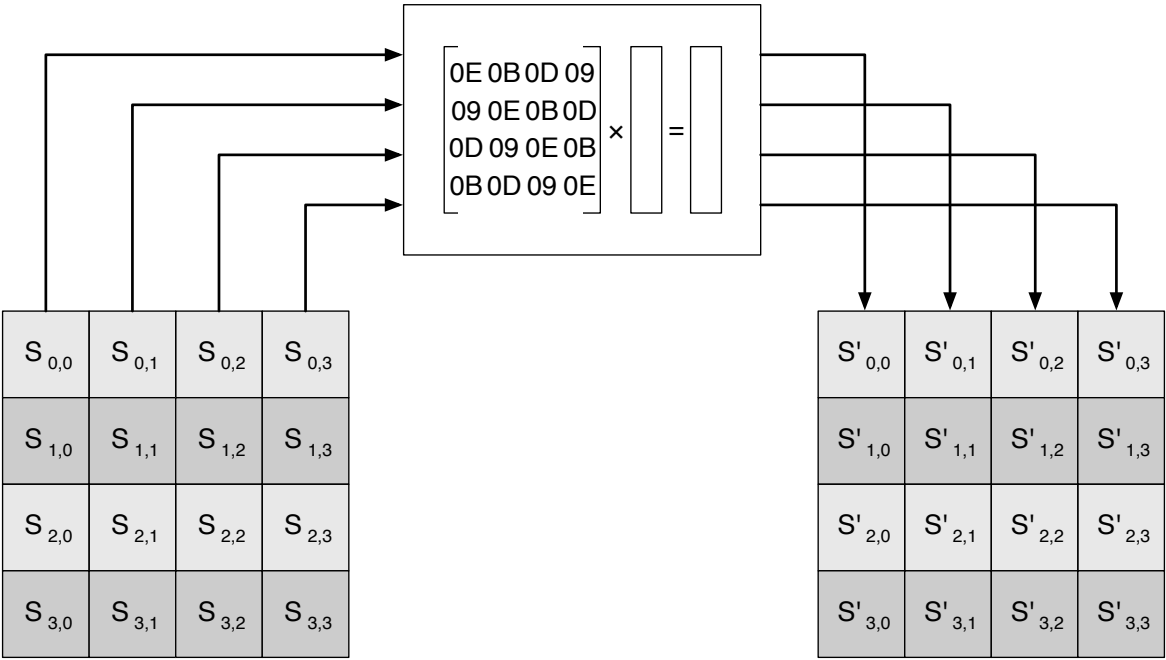 0E 0B 0D 09
09 0E 0B 0D
0D 09 0E 0B
0B 0D 09 0E
× =
S 0,0 S 0,1 S 0,2 S 0,3
S 1,0 S 1,1 S 1,2 S 1,3
S 2,0 S 2,1 S 2,2 S 2,3
S 3,0 S 3,1 S 3,2 S 3,3
S' 0,0 S' 0,1 S' 0,2 S' 0,3
S' 1,0 S' 1,1 S' 1,2 S' 1,3
S' 2,0 S' 2,1 S' 2,2 S' 2,3
S' 3,0 S' 3,1 S' 3,2 S' 3,3